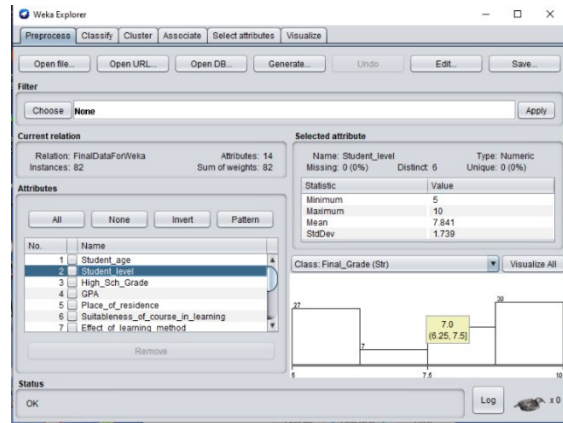 Weka Explorer
Preprocess Classify Cluster Associate Select attributes Visualize
Open file... Open URL... Open DB... Generate... Undo Edit... Save...
Filter
Choose None Apply
Current relation
Relation: FinalDataForWeka Attributes: 14
Instances: 82 Sum of weights: 82
Selected attribute
Name: Student_level Type: Numeric
Missing: 0 (0%) Distinct: 6 Unique: 0 (0%)
Statistic Value
Minimum 5
Maximum 10
Mean 7.841
StdDev 1.739
Attributes
All None Invert Pattern
No. Name
1 Student_age
2 Student_level
3 High_Sch_Grade
4 GPA
5 Place_of_residence
6 Suitableness_of_course_in_learning
7 Effect of learning method
Remove
Class: Final_Grade (Str) Visualize All
27
7
7.0
(6.25, 7.5]
30
5 7.5 10
Status
OK
Log x 0